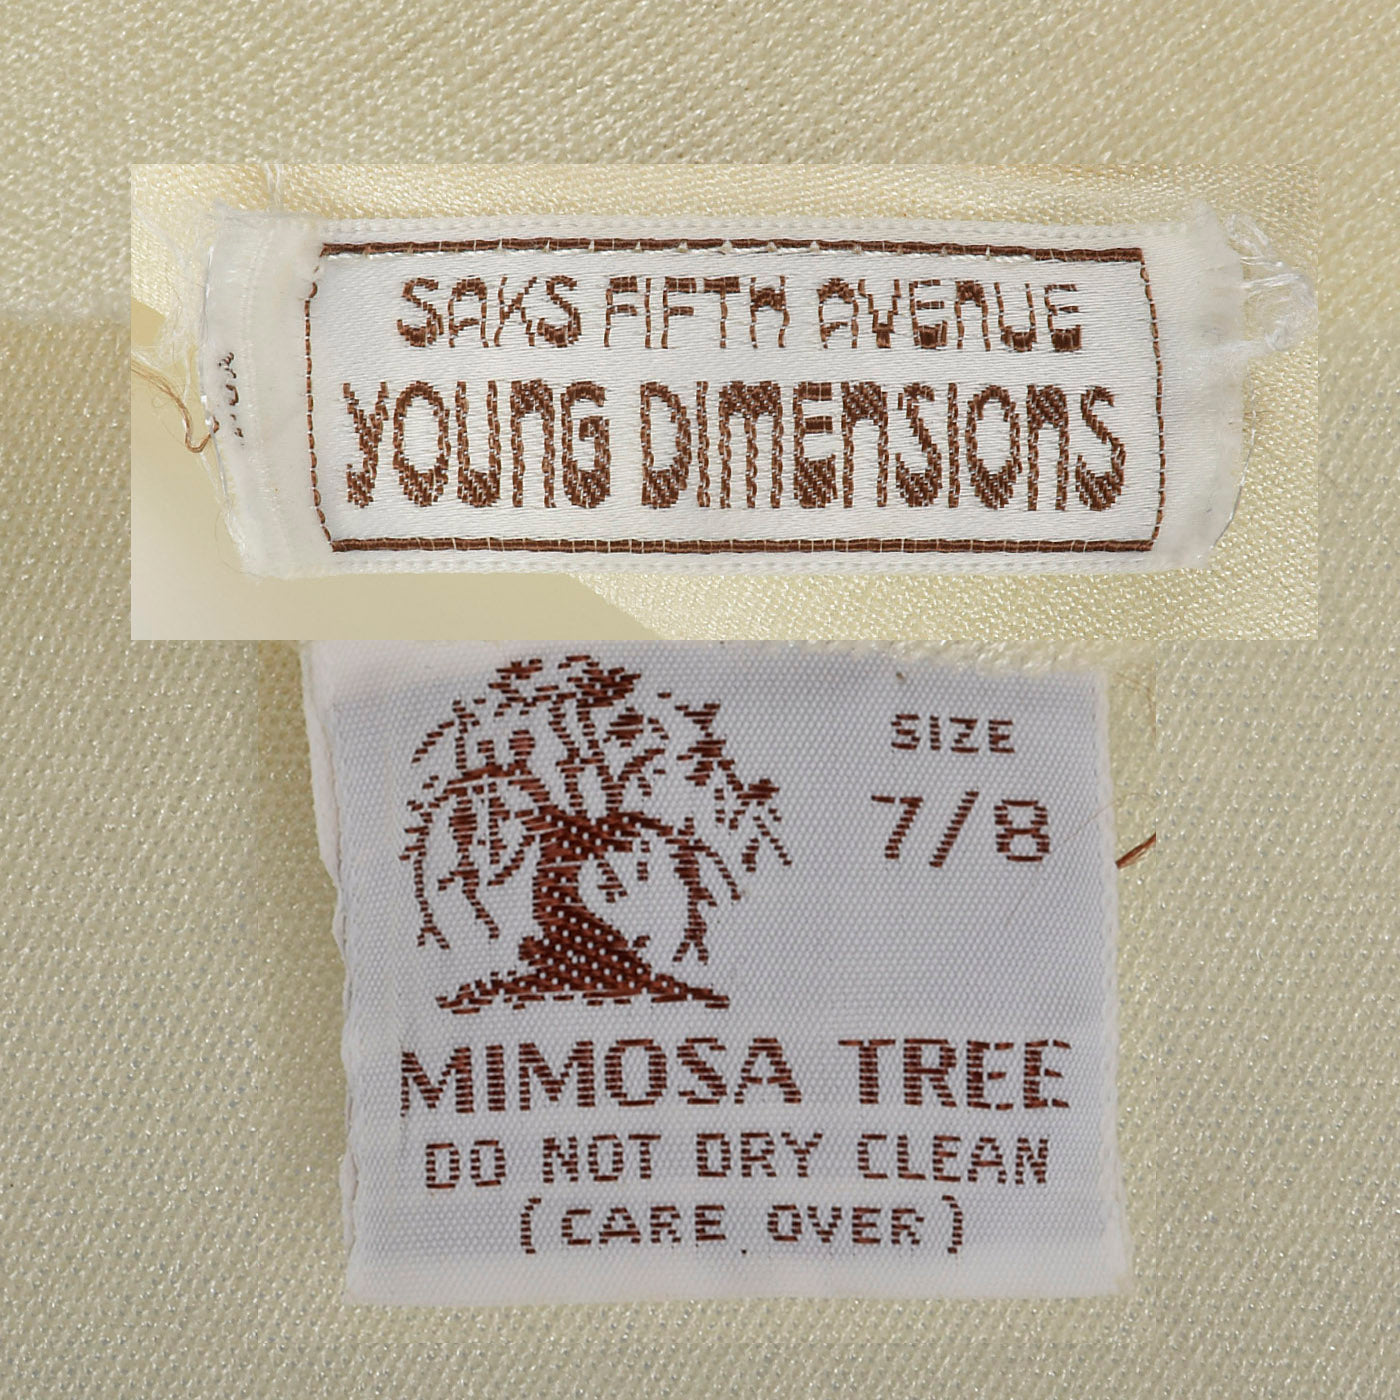 SAKS FIFTH AVENUE
YOUNG DIMENSIONS
SIZE
7/8
MIMOSA TREE
DO NOT DRY CLEAN
(CARE OVER)